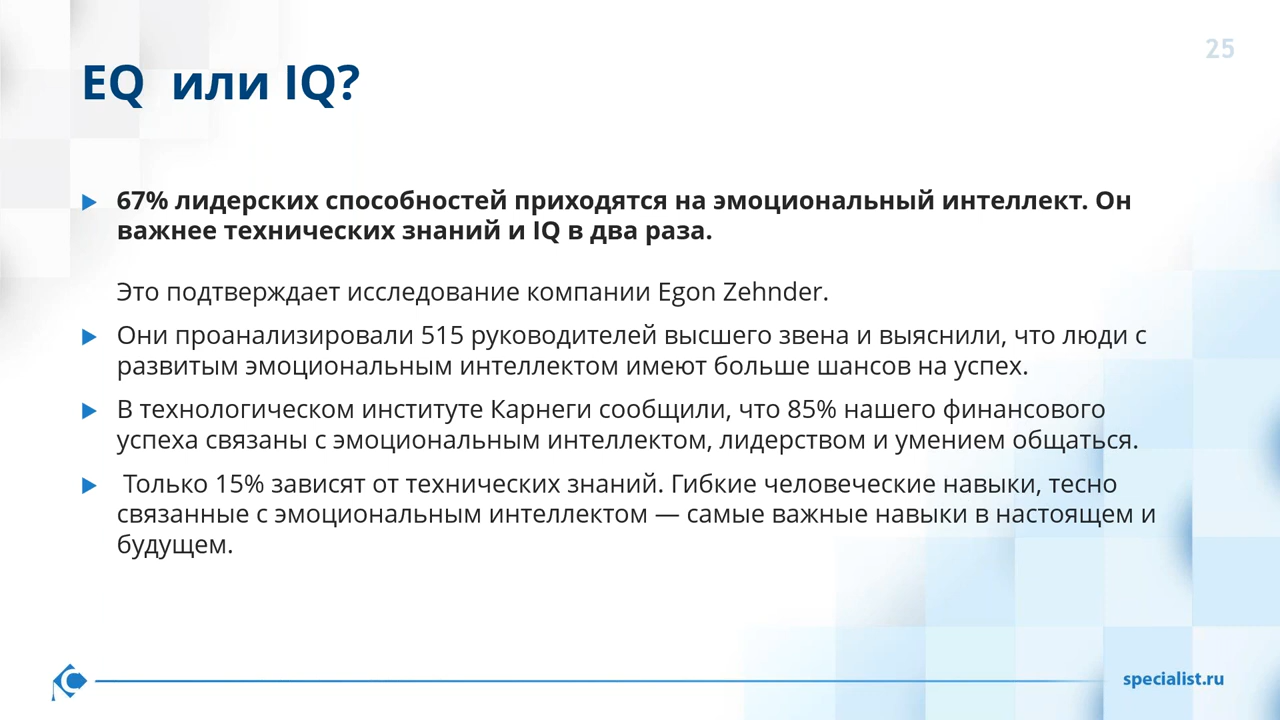 25
EQ  или IQ?
67% лидерских способностей приходятся на эмоциональный интеллект. Он
важнее технических знаний и IQ в два раза.
Это подтверждает исследование компании Egon Zehnder.
Они проанализировали 515 руководителей высшего звена и выяснили, что люди с
развитым эмоциональным интеллектом имеют больше шансов на успех.
В технологическом институте Карнеги сообщили, что 85% нашего финансового
успеха связаны с эмоциональным интеллектом, лидерством и умением общаться.
Только 15% зависят от технических знаний. Гибкие человеческие навыки, тесно
связанные с эмоциональным интеллектом — самые важные навыки в настоящем и
будущем.
specialist.ru